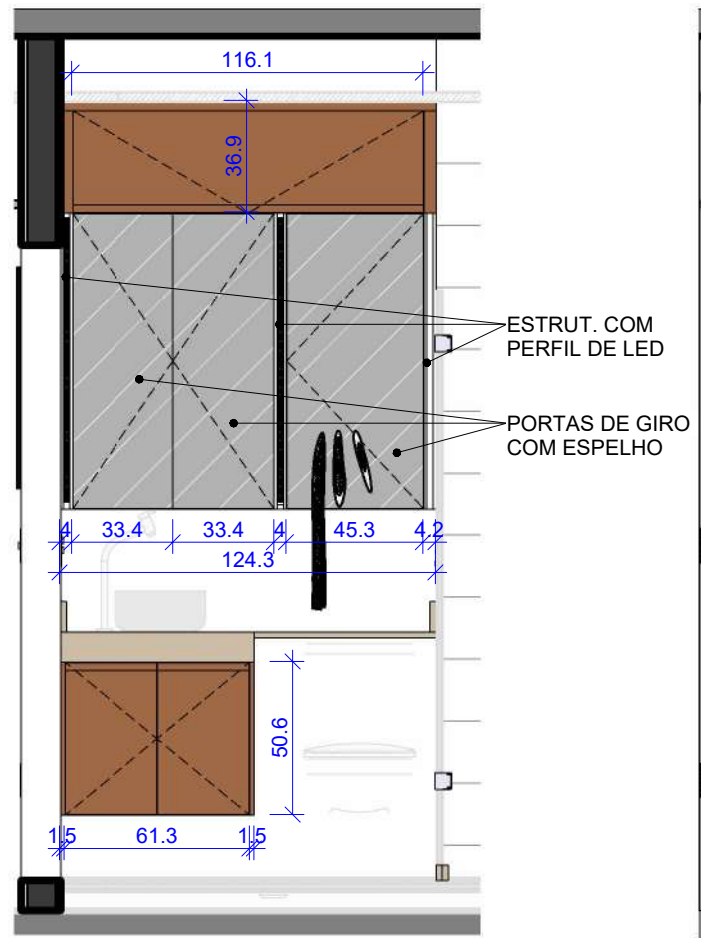 116.1
36.9
ESTRUT. COM
PERFIL DE LED
PORTAS DE GIRO
COM ESPELHO
4 33.4 33.4 4 45.3 4.2
124.3
50.6
1.5 61.3 1.5